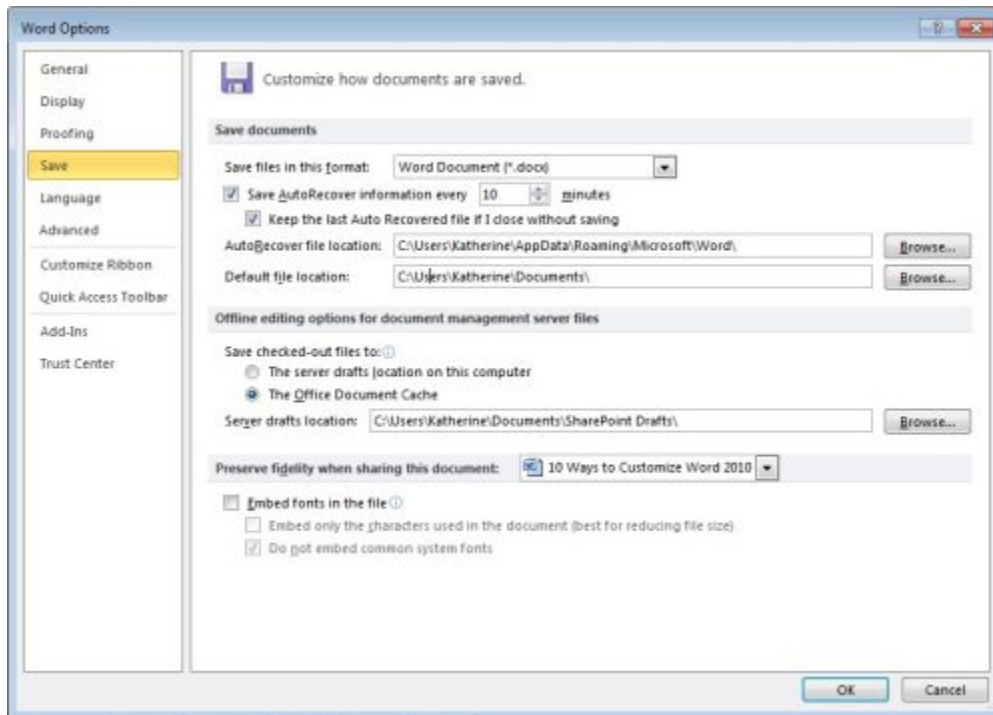 Word Options
General
Display
Proofing
Save
Language
Advanced
Customize Ribbon
Quick Access Toolbar
Add-Ins
Trust Center
Customize how documents are saved.
Save documents
Save files in this format: Word Document (*.docx)
Save AutoRecover information every 10 minutes
Keep the last Auto Recovered file if I close without saving
AutoRecover file location: C:\Users\Katherine\AppData\Roaming\Microsoft\Word\ Browse...
Default file location: C:\Users\Katherine\Documents\ Browse...
Offline editing options for document management server files
Save checked-out files to:
The server drafts location on this computer
The Office Document Cache
Server drafts location: C:\Users\Katherine\Documents\SharePoint Drafts\ Browse...
Preserve fidelity when sharing this document: 10 Ways to Customize Word 2010
Embed fonts in the file
Embed only the characters used in the document (best for reducing file size)
Do not embed common system fonts
OK Cancel